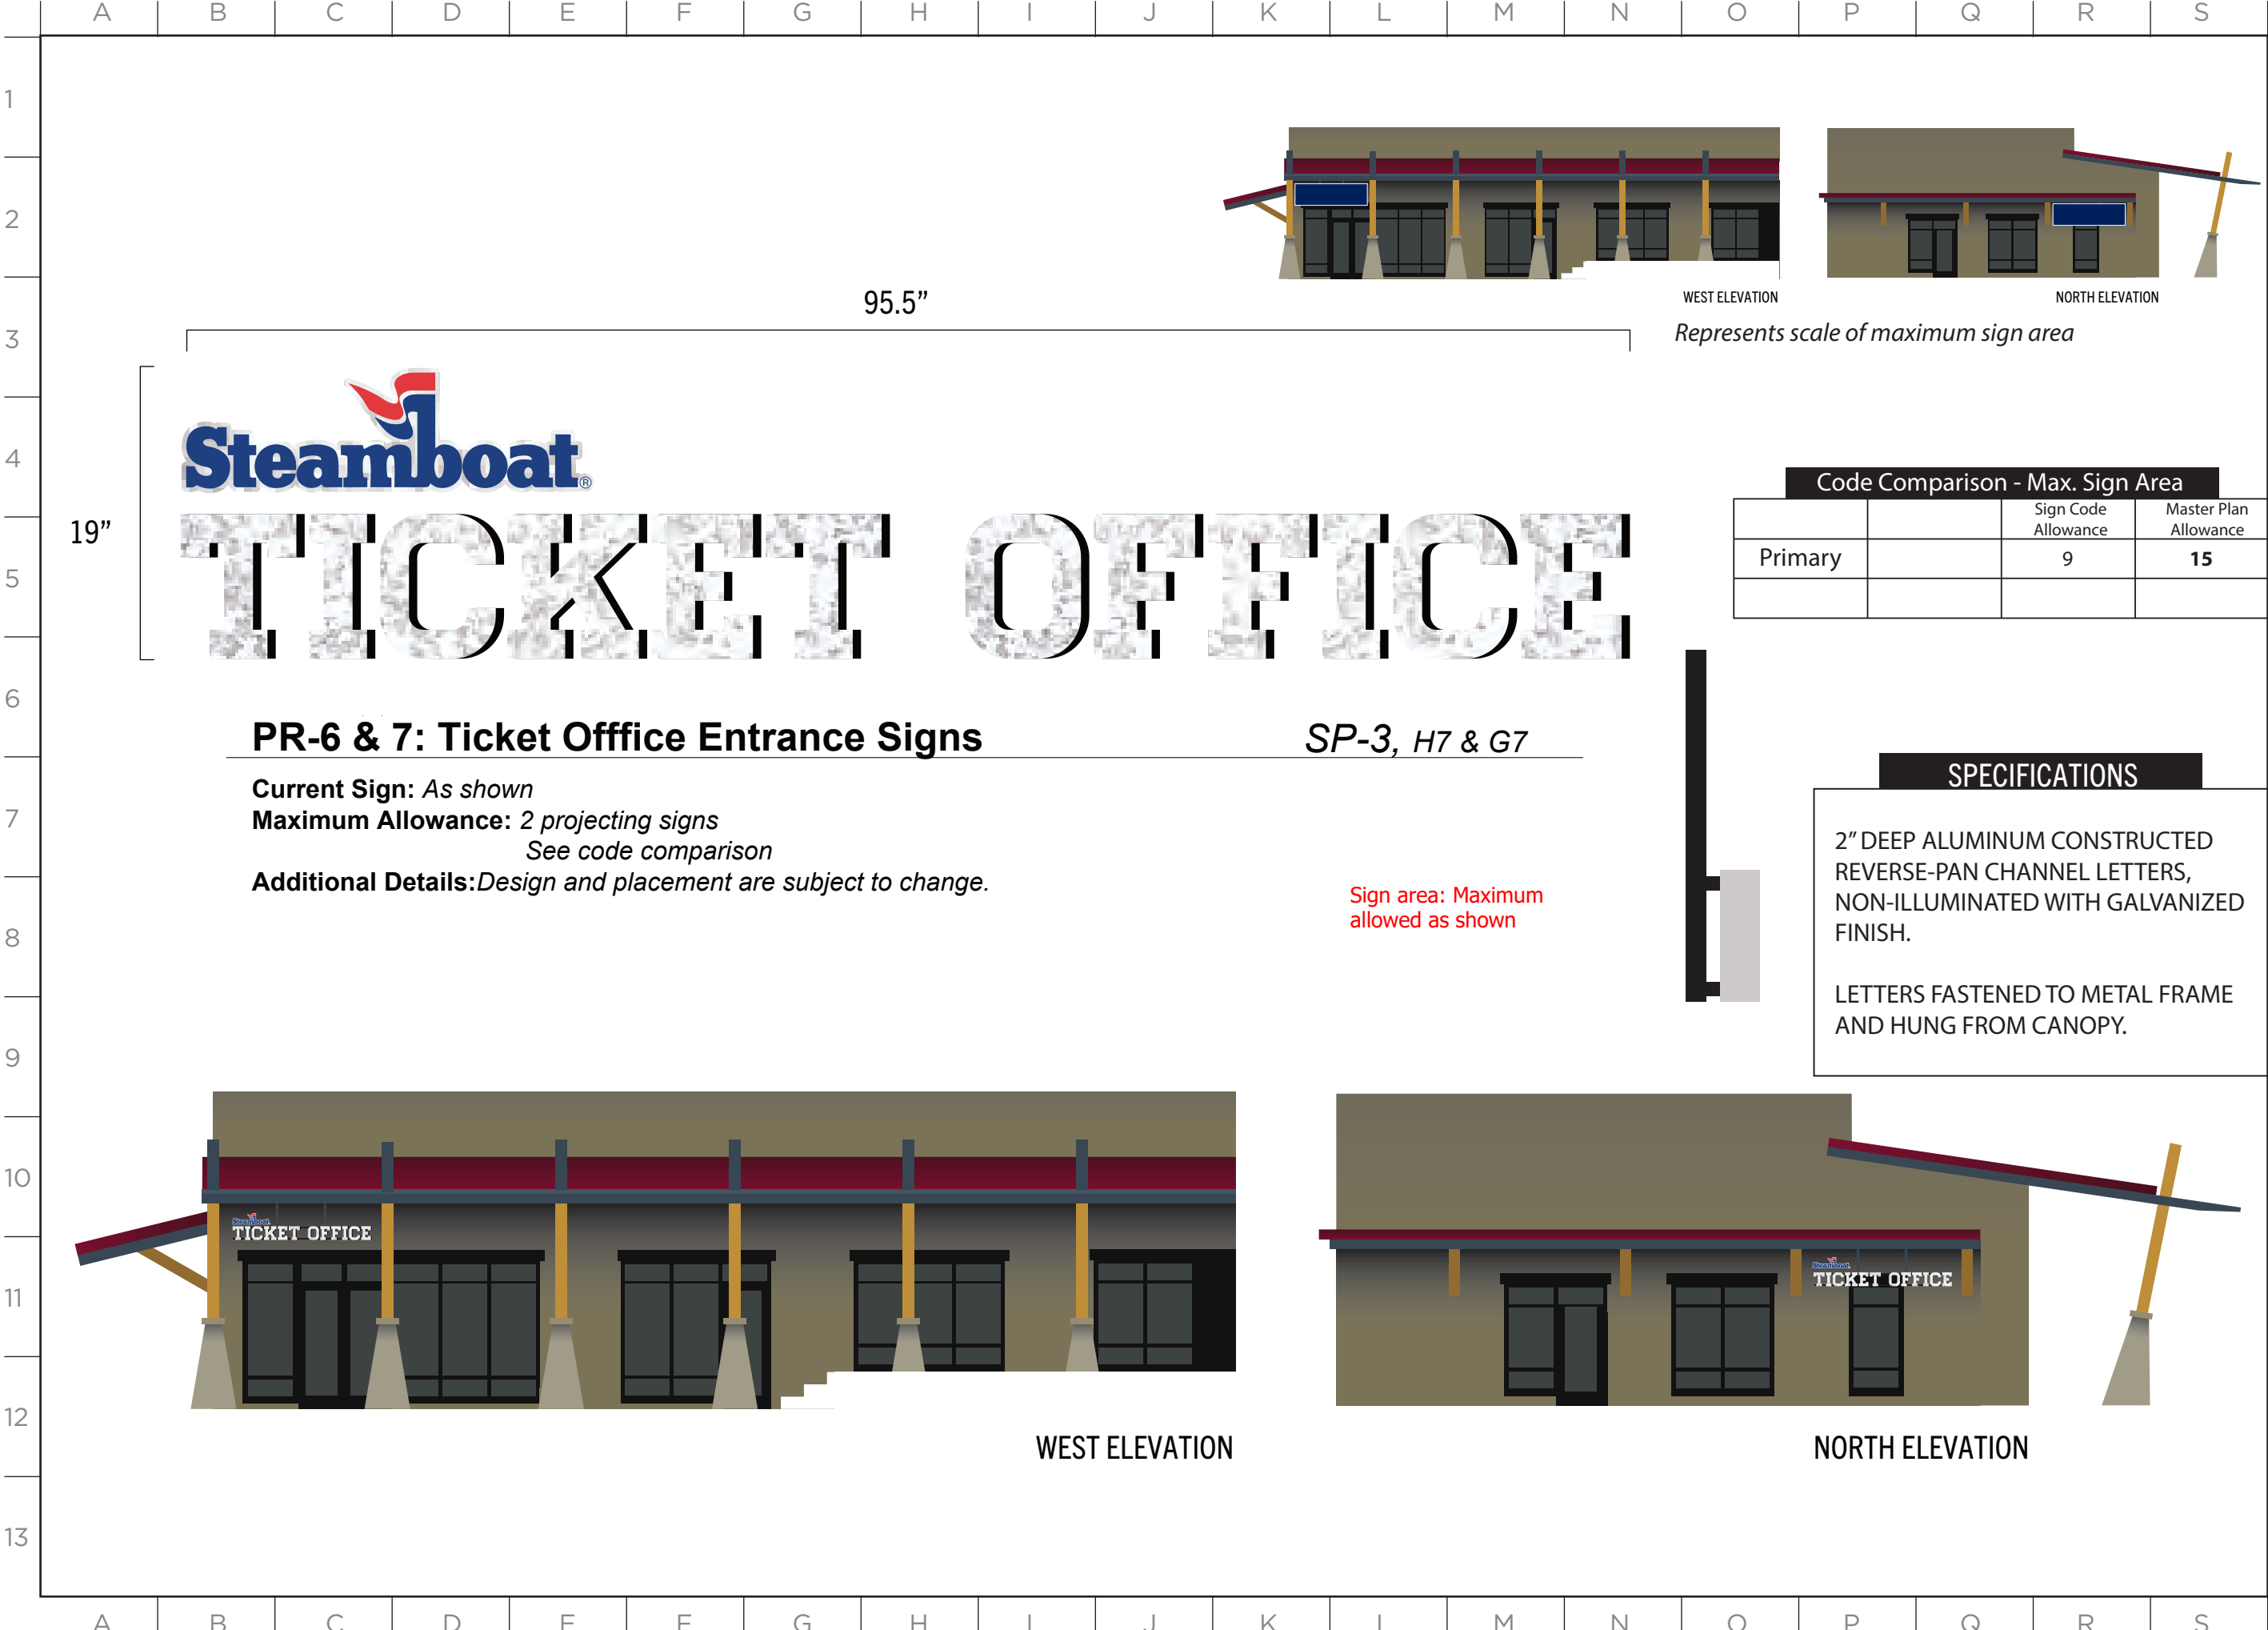 A B C D E F G H I J K L M N O P Q R S
1
2
3
4
5
6
7
8
9
10
11
12
13
WEST ELEVATION
NORTH ELEVATION
Represents scale of maximum sign area
95.5”
19”
Steamboat®
TICKET OFFICE
Code Comparison - Max. Sign Area
Sign Code Allowance
Master Plan Allowance
Primary 9 15
PR-6 & 7: Ticket Offfice Entrance Signs
SP-3, H7 & G7
Current Sign: As shown
Maximum Allowance: 2 projecting signs
See code comparison
Additional Details:Design and placement are subject to change.
Sign area: Maximum
allowed as shown
SPECIFICATIONS
2” DEEP ALUMINUM CONSTRUCTED
REVERSE-PAN CHANNEL LETTERS,
NON-ILLUMINATED WITH GALVANIZED
FINISH.
LETTERS FASTENED TO METAL FRAME
AND HUNG FROM CANOPY.
Steamboat
TICKET OFFICE
Steamboat
TICKET OFFICE
WEST ELEVATION
NORTH ELEVATION
A B C D E F G H I J K L M N O P Q R S